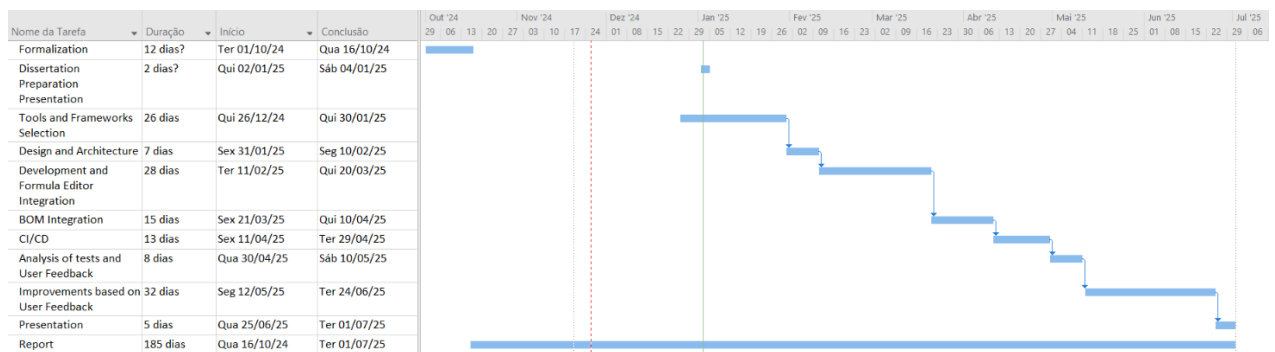 Out '24 Nov '24 Dez '24 Jan '25 Fev '25 Mar '25 Abr '25 Mai '25 Jun '25 Jul '25
Nome da Tarefa Duração Início Conclusão 29 06 13 20 27 03 10 17 24 01 08 15 22 29 05 12 19 26 02 09 16 23 02 09 16 23 30 06 13 20 27 04 11 18 25 01 08 15 22 29 06
Formalization 12 dias? Ter 01/10/24 Qua 16/10/24
Dissertation 2 dias? Qui 02/01/25 Sáb 04/01/25
Preparation
Presentation
Tools and Frameworks 26 dias Qui 26/12/24 Qui 30/01/25
Selection
Design and Architecture 7 dias Sex 31/01/25 Seg 10/02/25
Development and 28 dias Ter 11/02/25 Qui 20/03/25
Formula Editor
Integration
BOM Integration 15 dias Sex 21/03/25 Qui 10/04/25
CI/CD 13 dias Sex 11/04/25 Ter 29/04/25
Analysis of tests and 8 dias Qua 30/04/25 Sáb 10/05/25
User Feedback
Improvements based on 32 dias Seg 12/05/25 Ter 24/06/25
User Feedback
Presentation 5 dias Qua 25/06/25 Ter 01/07/25
Report 185 dias Qua 16/10/24 Ter 01/07/25